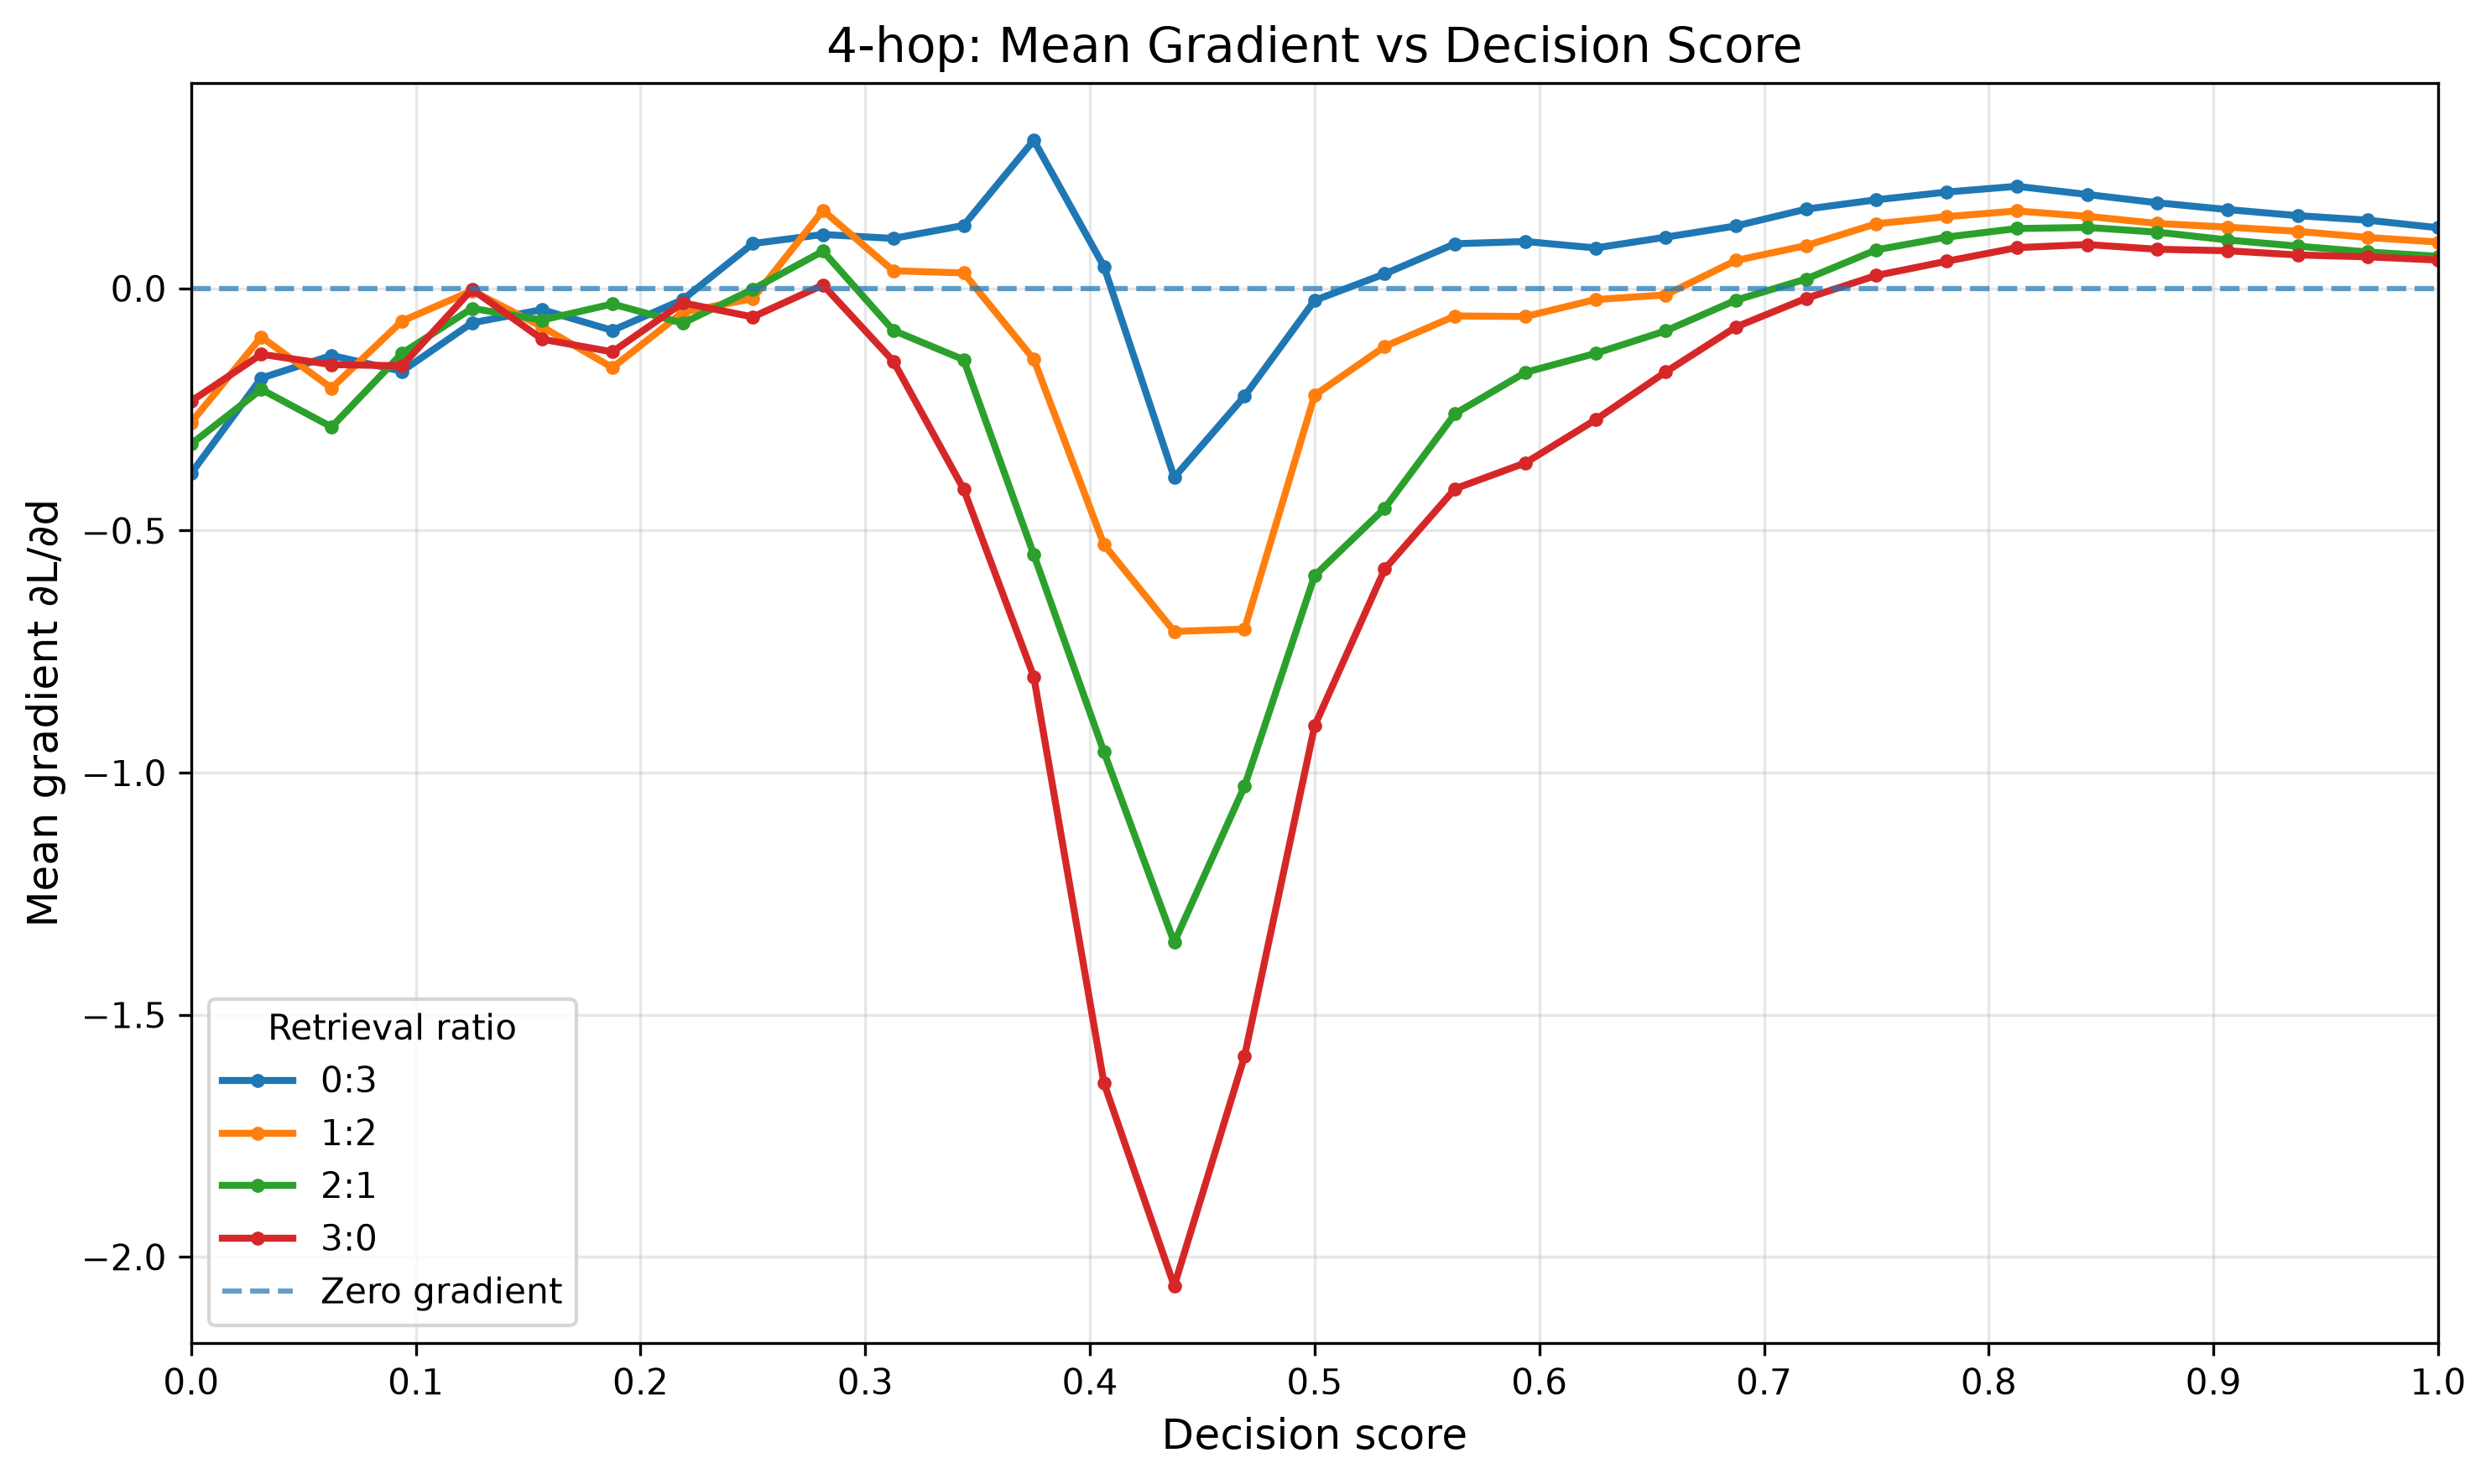 4-hop: Mean Gradient vs Decision Score
Mean gradient ∂L/∂d
0.0
−0.5
−1.0
−1.5
−2.0
Retrieval ratio
0:3
1:2
2:1
3:0
Zero gradient
0.0 0.1 0.2 0.3 0.4 0.5 0.6 0.7 0.8 0.9 1.0
Decision score